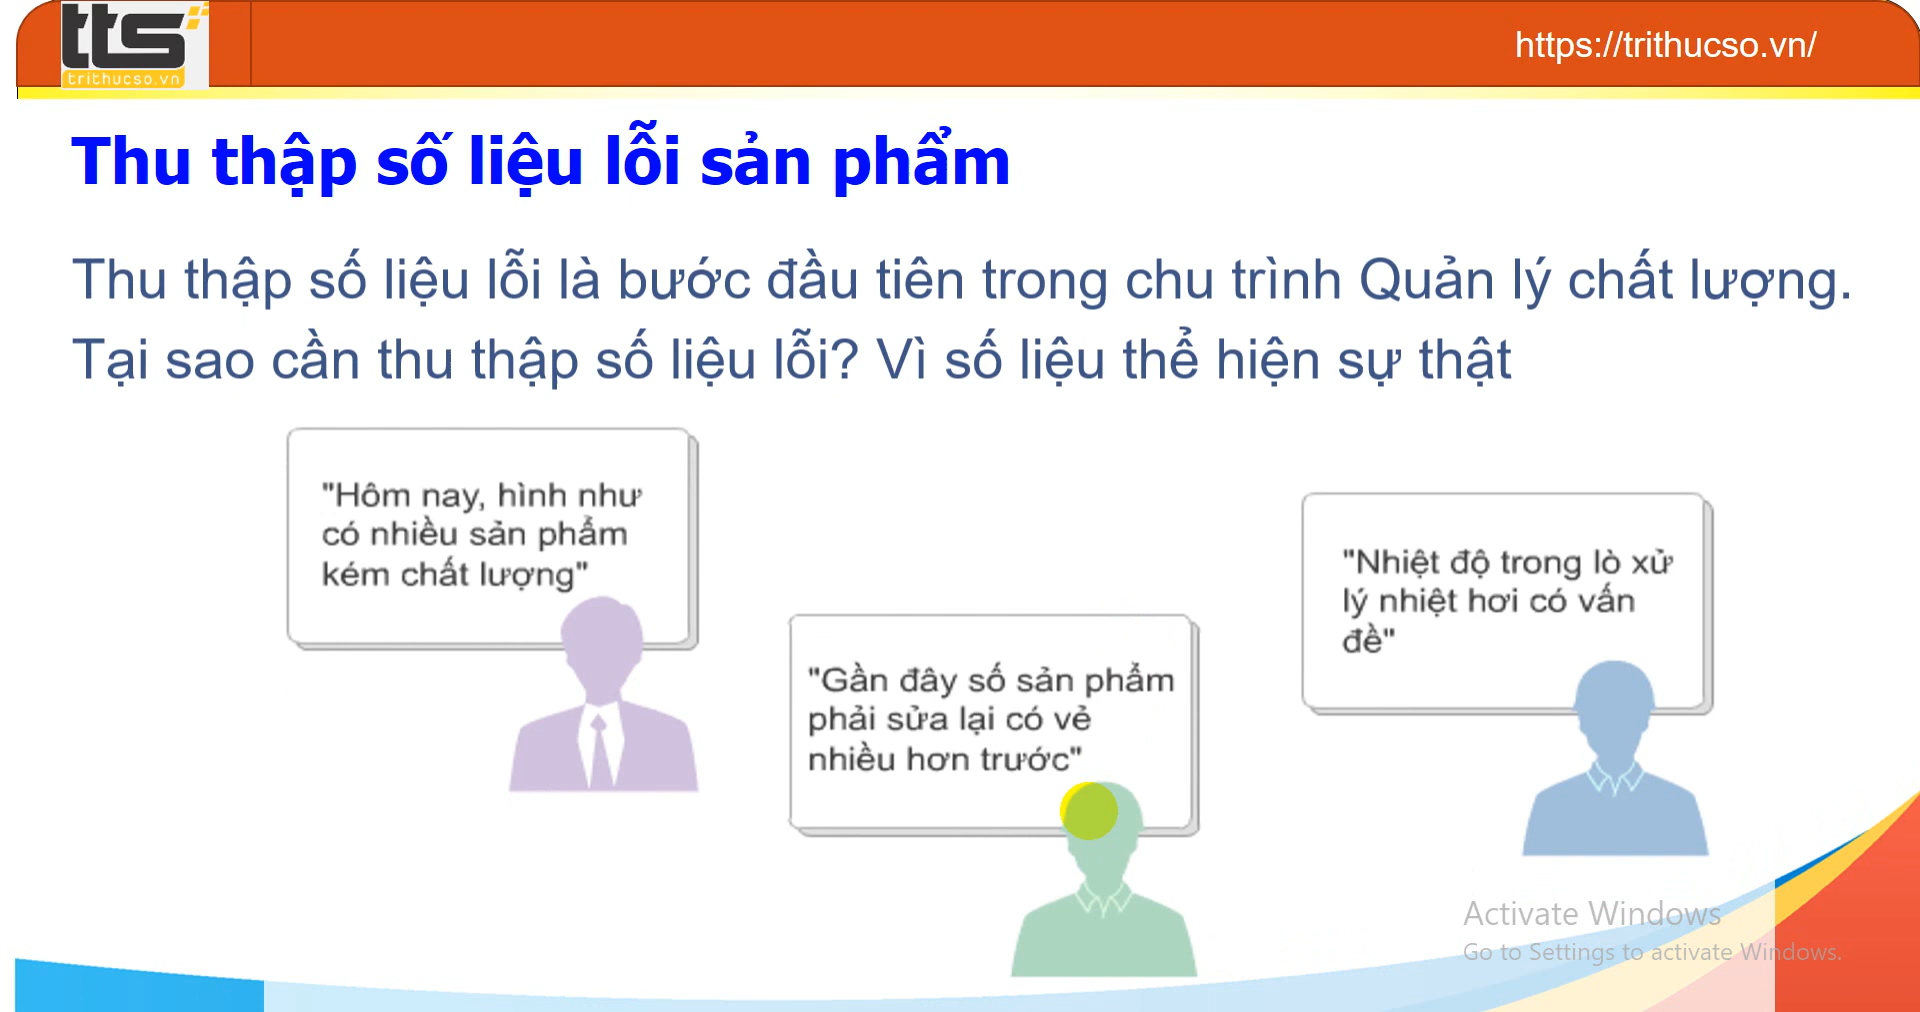 tts
trithucso.vn
https://trithucso.vn/
Thu thập số liệu lỗi sản phẩm
Thu thập số liệu lỗi là bước đầu tiên trong chu trình Quản lý chất lượng.
Tại sao cần thu thập số liệu lỗi? Vì số liệu thể hiện sự thật
"Hôm nay, hình như
có nhiều sản phẩm
kém chất lượng"
"Gần đây số sản phẩm
phải sửa lại có vẻ
nhiều hơn trước"
"Nhiệt độ trong lò xử
lý nhiệt hơi có vấn
đề"
Activate Windows
Go to Settings to activate Windows.